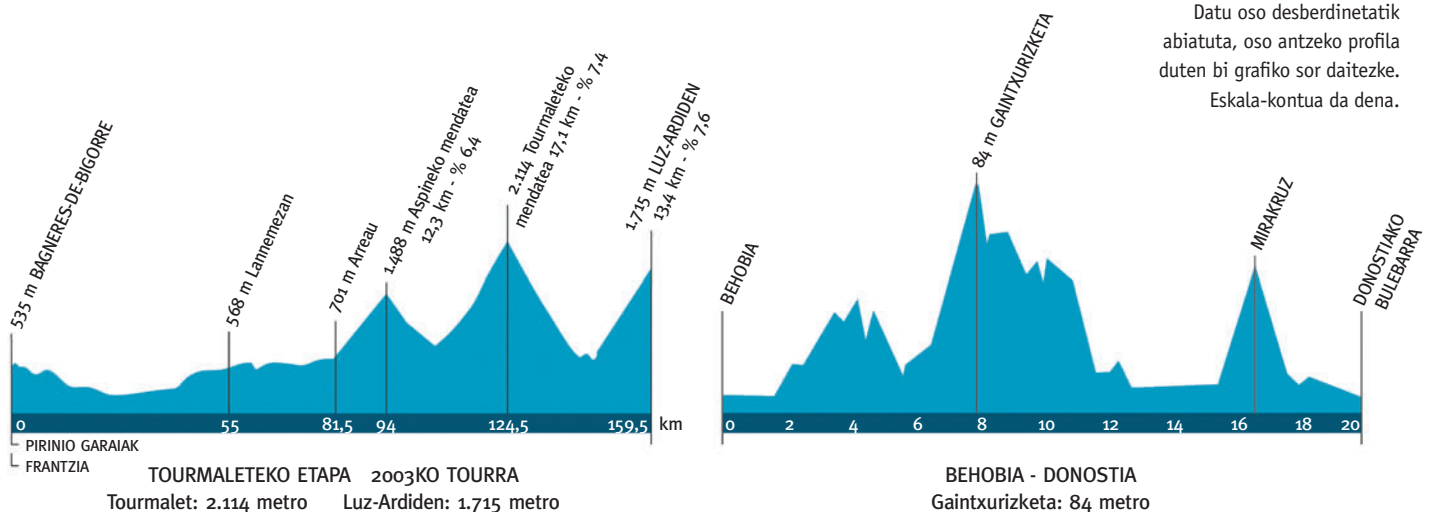 Datu oso desberdinetatik
abiatuta, oso antzeko profila
duten bi grafiko sor daitezke.
Eskala-kontua da dena.
535 m BAGNERES-DE-BIGORRE
568 m Lannemezan
701 m Arreau
1.488 m Aspineko mendatea
12,3 km - % 6,4
2.114 Tourmaleteko
mendatea 17,1 km - % 7,4
1.715 m LUZ-ARDIDEN
13,4 km - % 7,6
0 55 81,5 94 124,5 159,5 km
PIRINIO GARAIAK
FRANTZIA
TOURMALETEKO ETAPA 2003KO TOURRA
Tourmalet: 2.114 metro Luz-Ardiden: 1.715 metro
BEHOBIA
84 m GAINTXURIZKETA
MIRAKRUZ
DONOSTIAKO
BULEBARRA
0 2 4 6 8 10 12 14 16 18 20
BEHOBIA - DONOSTIA
Gaintxurizketa: 84 metro